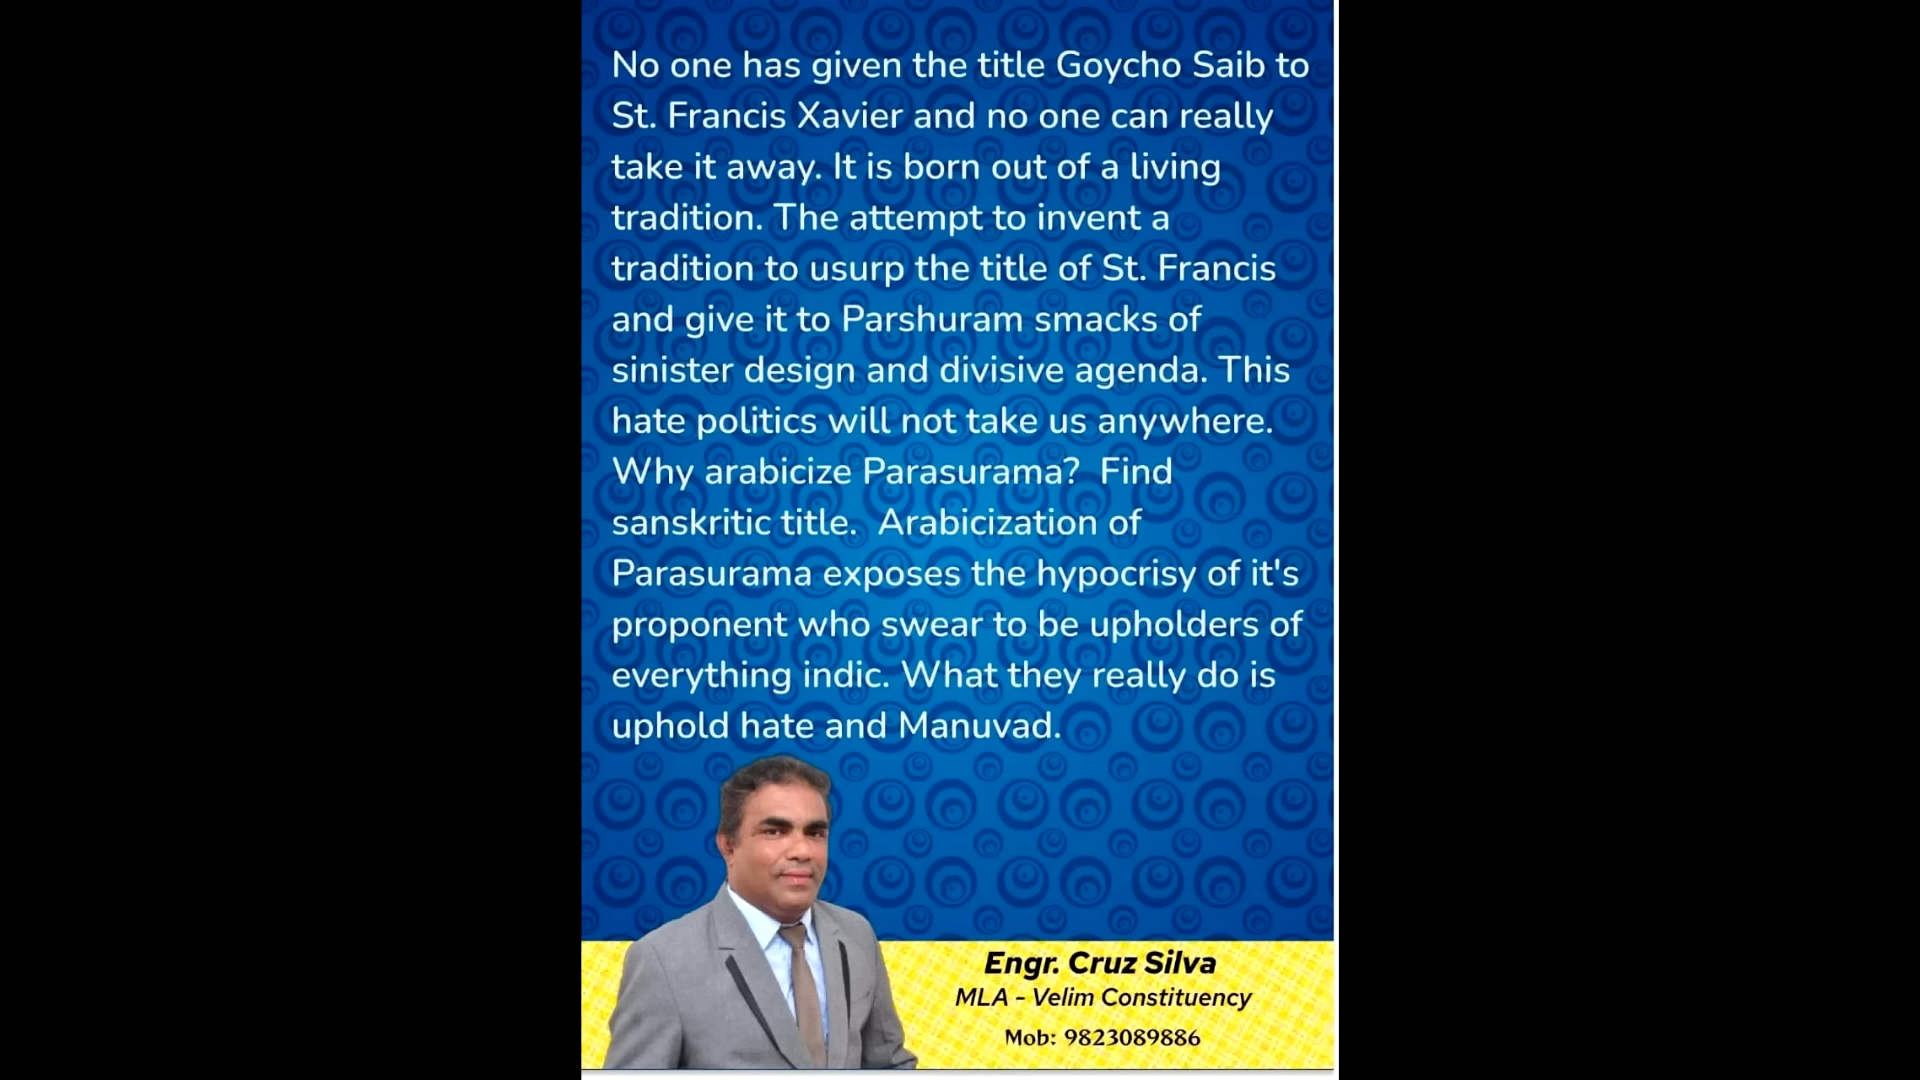 No one has given the title Goycho Saib to
St. Francis Xavier and no one can really
take it away. It is born out of a living
tradition. The attempt to invent a
tradition to usurp the title of St. Francis
and give it to Parshuram smacks of
sinister design and divisive agenda. This
hate politics will not take us anywhere.
Why arabicize Parasurama?  Find
sanskritic title.  Arabicization of
Parasurama exposes the hypocrisy of it's
proponent who swear to be upholders of
everything indic. What they really do is
uphold hate and Manuvad.
Engr. Cruz Silva
MLA - Velim Constituency
Mob: 9823089886